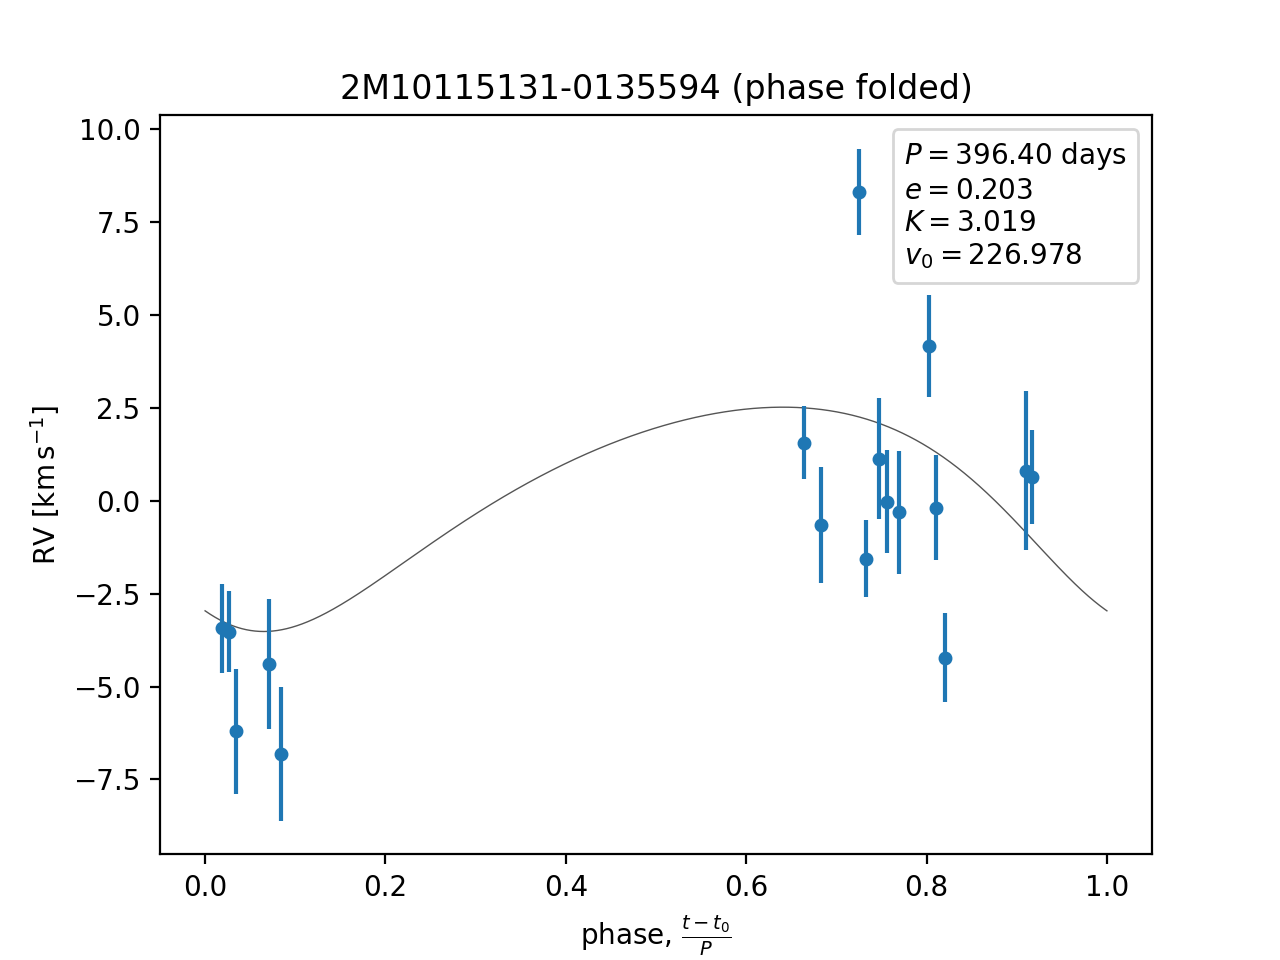 2M10115131-0135594 (phase folded)
P = 396.40 days
e = 0.203
K = 3.019
v₀ = 226.978
10.0
7.5
5.0
2.5
0.0
−2.5
−5.0
−7.5
RV [km s⁻¹]
0.0 0.2 0.4 0.6 0.8 1.0
phase, (t − t₀)/P